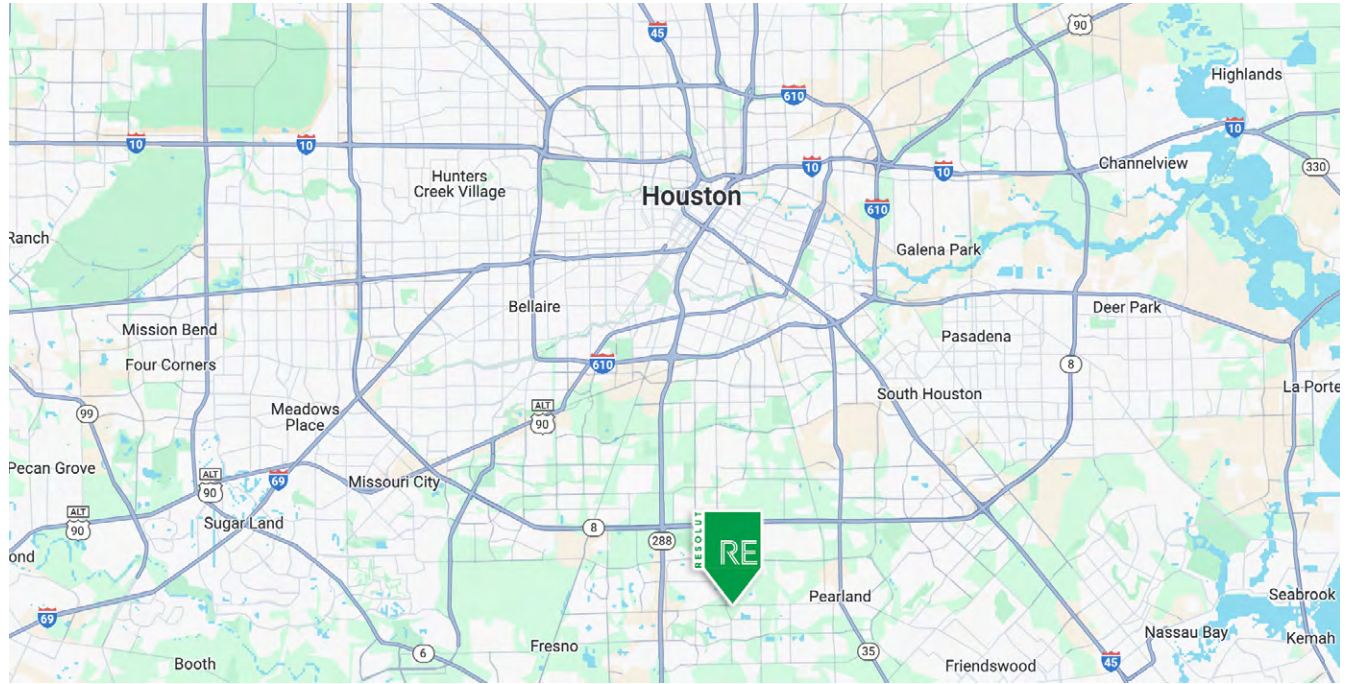 90
45
Highlands
610
10
10
10
Channelview
10
10
330
Hunters
Creek Village
Houston
610
Ranch
Galena Park
Bellaire
Deer Park
Mission Bend
Pasadena
Four Corners
610
8
La Porte
South Houston
99
Meadows
Place
ALT
90
Pecan Grove
ALT
90
69
Missouri City
ALT
90
Sugar Land
8
288
RESOLUT
RE
ond
Pearland
Seabrook
69
Nassau Bay
Kemah
Fresno
6
35
Booth
Friendswood
45